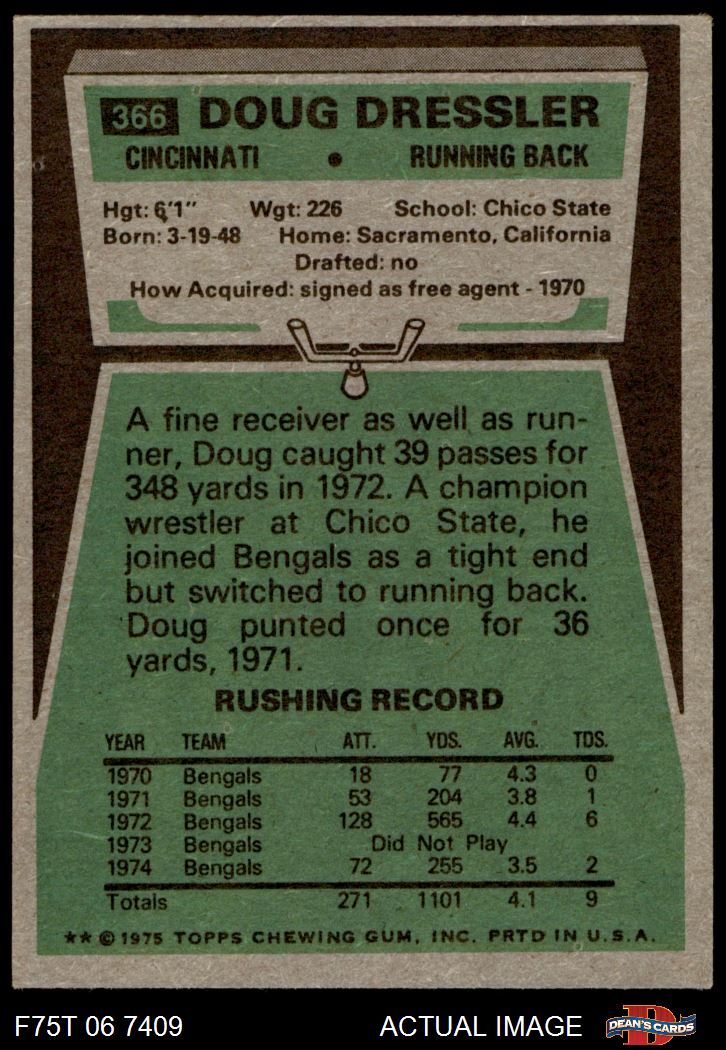 366 DOUG DRESSLER
CINCINNATI • RUNNING BACK
Hgt: 6'1" Wgt: 226 School: Chico State
Born: 3-19-48 Home: Sacramento, California
Drafted: no
How Acquired: signed as free agent - 1970
A fine receiver as well as run-
ner, Doug caught 39 passes for
348 yards in 1972. A champion
wrestler at Chico State, he
joined Bengals as a tight end
but switched to running back.
Doug punted once for 36
yards, 1971.
RUSHING RECORD
YEAR TEAM ATT. YDS. AVG. TDS.
1970 Bengals 18 77 4.3 0
1971 Bengals 53 204 3.8 1
1972 Bengals 128 565 4.4 6
1973 Bengals Did Not Play
1974 Bengals 72 255 3.5 2
Totals 271 1101 4.1 9
** © 1975 TOPPS CHEWING GUM, INC. PRTD IN U.S.A.
F75T 06 7409 ACTUAL IMAGE D DEAN'S CARDS